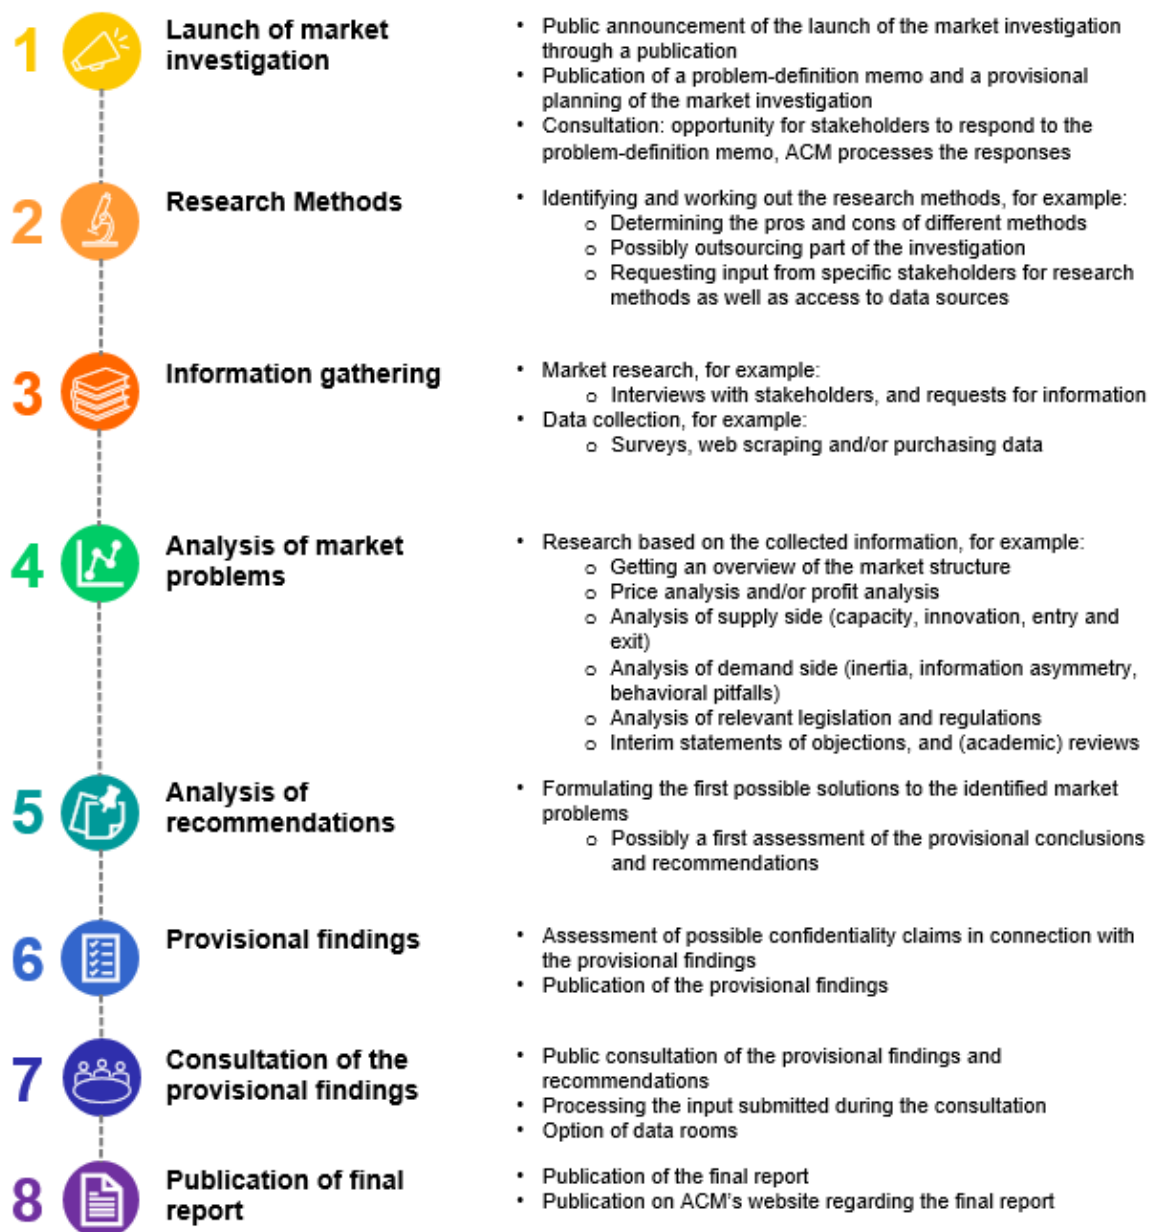 1
Launch of market
investigation
• Public announcement of the launch of the market investigation
through a publication
• Publication of a problem-definition memo and a provisional
planning of the market investigation
• Consultation: opportunity for stakeholders to respond to the
problem-definition memo, ACM processes the responses
2
Research Methods
• Identifying and working out the research methods, for example:
o Determining the pros and cons of different methods
o Possibly outsourcing part of the investigation
o Requesting input from specific stakeholders for research
methods as well as access to data sources
3
Information gathering
• Market research, for example:
o Interviews with stakeholders, and requests for information
• Data collection, for example:
o Surveys, web scraping and/or purchasing data
4
Analysis of market
problems
• Research based on the collected information, for example:
o Getting an overview of the market structure
o Price analysis and/or profit analysis
o Analysis of supply side (capacity, innovation, entry and
exit)
o Analysis of demand side (inertia, information asymmetry,
behavioral pitfalls)
o Analysis of relevant legislation and regulations
o Interim statements of objections, and (academic) reviews
5
Analysis of
recommendations
• Formulating the first possible solutions to the identified market
problems
o Possibly a first assessment of the provisional conclusions
and recommendations
6
Provisional findings
• Assessment of possible confidentiality claims in connection with
the provisional findings
• Publication of the provisional findings
7
Consultation of the
provisional findings
• Public consultation of the provisional findings and
recommendations
• Processing the input submitted during the consultation
• Option of data rooms
8
Publication of final
report
• Publication of the final report
• Publication on ACM's website regarding the final report